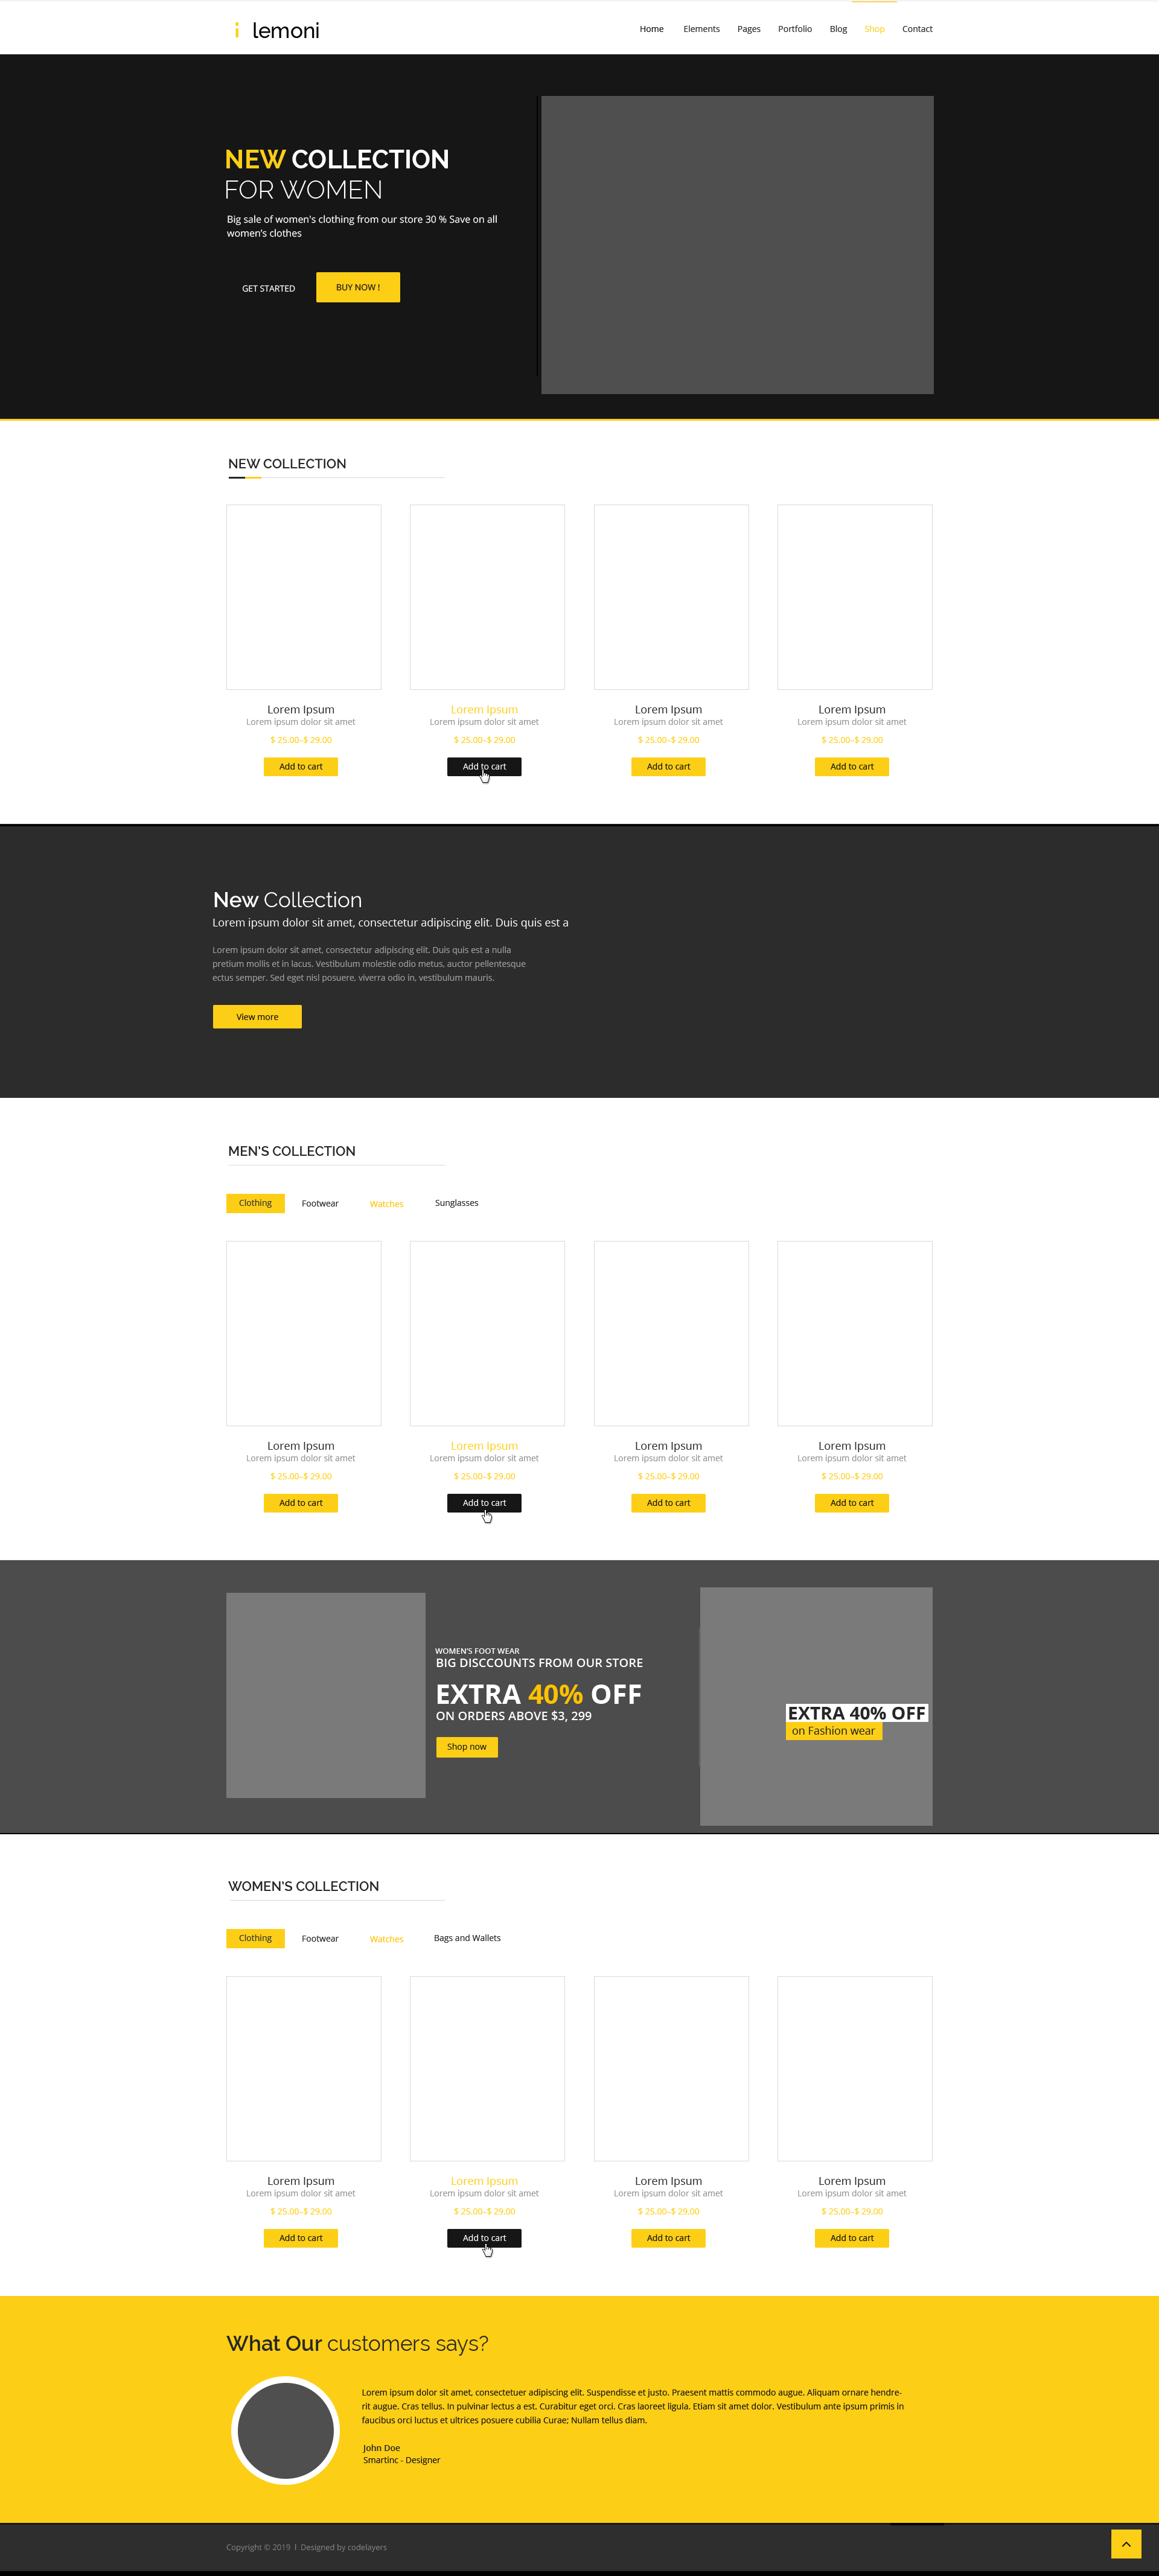 i lemoni
Home Elements Pages Portfolio Blog Shop Contact
NEW COLLECTION
FOR WOMEN
Big sale of women's clothing from our store 30 % Save on all
women's clothes
GET STARTED BUY NOW !
NEW COLLECTION
Lorem Ipsum Lorem Ipsum Lorem Ipsum Lorem Ipsum
Lorem ipsum dolor sit amet Lorem ipsum dolor sit amet Lorem ipsum dolor sit amet Lorem ipsum dolor sit amet
$ 25.00–$ 29.00 $ 25.00–$ 29.00 $ 25.00–$ 29.00 $ 25.00–$ 29.00
Add to cart Add to cart Add to cart Add to cart
New Collection
Lorem ipsum dolor sit amet, consectetur adipiscing elit. Duis quis est a
Lorem ipsum dolor sit amet, consectetur adipiscing elit. Duis quis est a nulla
pretium mollis et in lacus. Vestibulum molestie odio metus, auctor pellentesque
ectus semper. Sed eget nisl posuere, viverra odio in, vestibulum mauris.
View more
MEN'S COLLECTION
Clothing Footwear Watches Sunglasses
Lorem Ipsum Lorem Ipsum Lorem Ipsum Lorem Ipsum
Lorem ipsum dolor sit amet Lorem ipsum dolor sit amet Lorem ipsum dolor sit amet Lorem ipsum dolor sit amet
$ 25.00–$ 29.00 $ 25.00–$ 29.00 $ 25.00–$ 29.00 $ 25.00–$ 29.00
Add to cart Add to cart Add to cart Add to cart
WOMEN'S FOOT WEAR
BIG DISCCOUNTS FROM OUR STORE
EXTRA 40% OFF
ON ORDERS ABOVE $3, 299
Shop now
EXTRA 40% OFF
on Fashion wear
WOMEN'S COLLECTION
Clothing Footwear Watches Bags and Wallets
Lorem Ipsum Lorem Ipsum Lorem Ipsum Lorem Ipsum
Lorem ipsum dolor sit amet Lorem ipsum dolor sit amet Lorem ipsum dolor sit amet Lorem ipsum dolor sit amet
$ 25.00–$ 29.00 $ 25.00–$ 29.00 $ 25.00–$ 29.00 $ 25.00–$ 29.00
Add to cart Add to cart Add to cart Add to cart
What Our customers says?
Lorem ipsum dolor sit amet, consectetuer adipiscing elit. Suspendisse et justo. Praesent mattis commodo augue. Aliquam ornare hendre-
rit augue. Cras tellus. In pulvinar lectus a est. Curabitur eget orci. Cras laoreet ligula. Etiam sit amet dolor. Vestibulum ante ipsum primis in
faucibus orci luctus et ultrices posuere cubilia Curae; Nullam tellus diam.
John Doe
Smartinc - Designer
Copyright © 2019 | Designed by codelayers